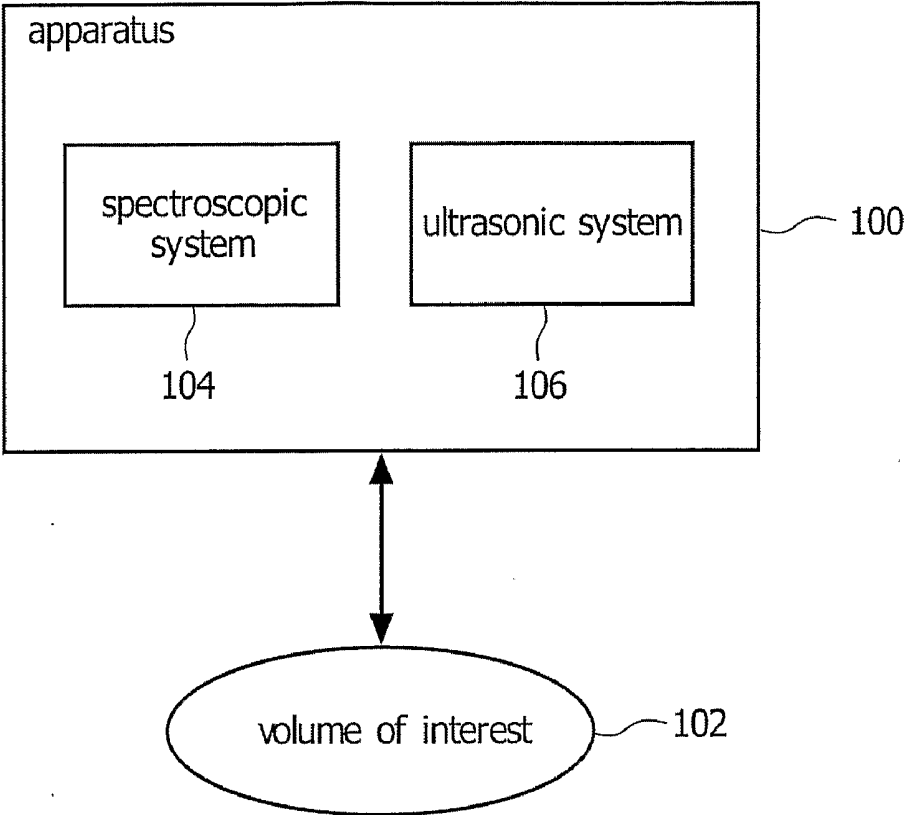 apparatus
spectroscopic
system
ultrasonic system
100
104
106
volume of interest
102